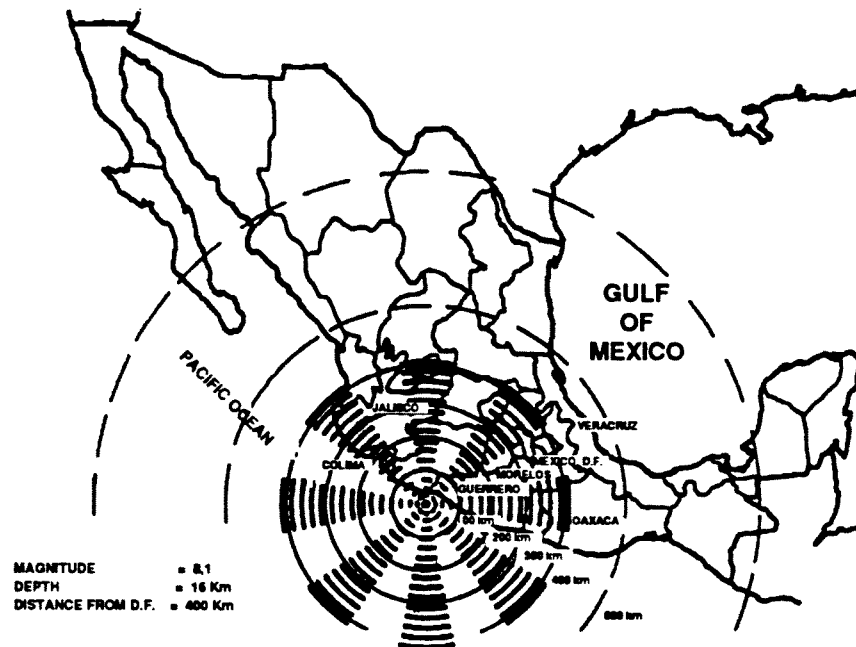 GULF
OF
MEXICO
PACIFIC OCEAN
JALISCO
VERACRUZ
COLIMA
MEXICO, D.F.
MORELOS
GUERRERO
OAXACA
200 km
400 km
MAGNITUDE = 8,1
DEPTH = 16 Km
DISTANCE FROM D.F. = 400 Km